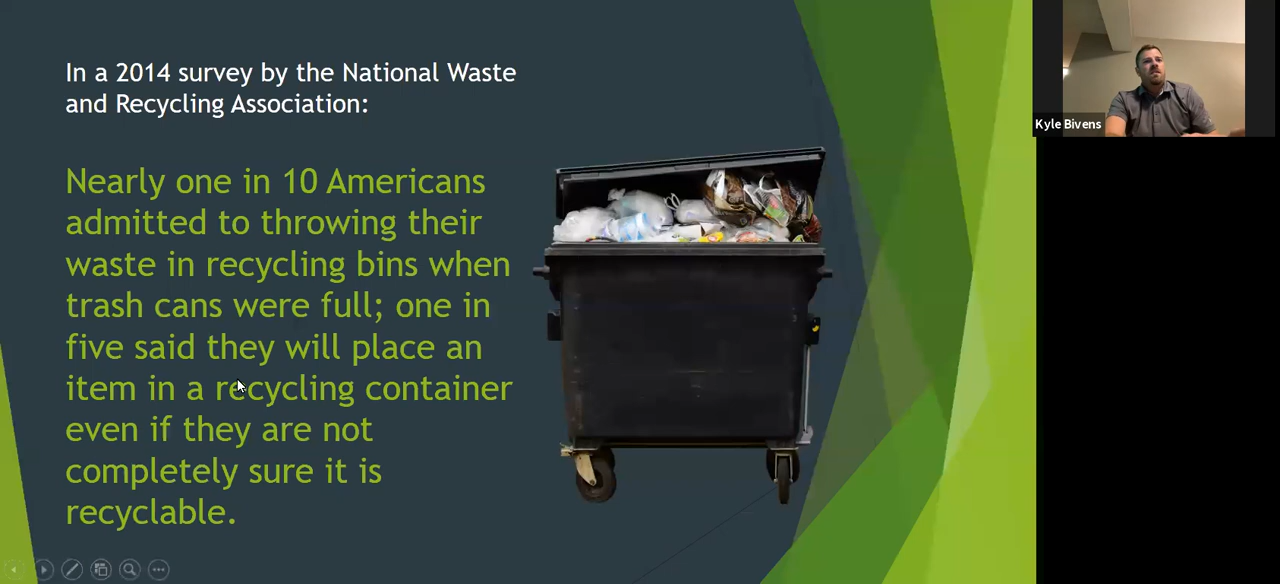 In a 2014 survey by the National Waste
and Recycling Association:
Nearly one in 10 Americans
admitted to throwing their
waste in recycling bins when
trash cans were full; one in
five said they will place an
item in a recycling container
even if they are not
completely sure it is
recyclable.
Kyle Bivens